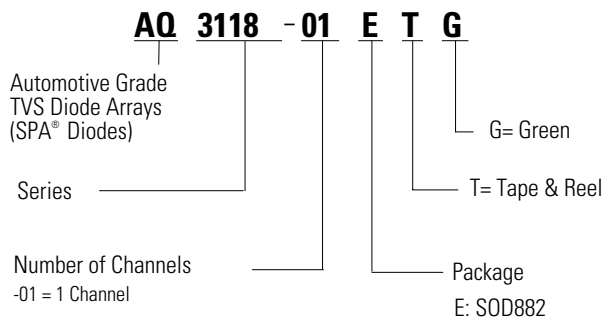 AQ 3118 -01 E T G
Automotive Grade
TVS Diode Arrays
(SPA® Diodes)
G= Green
Series
T= Tape & Reel
Number of Channels
-01 = 1 Channel
Package
E: SOD882